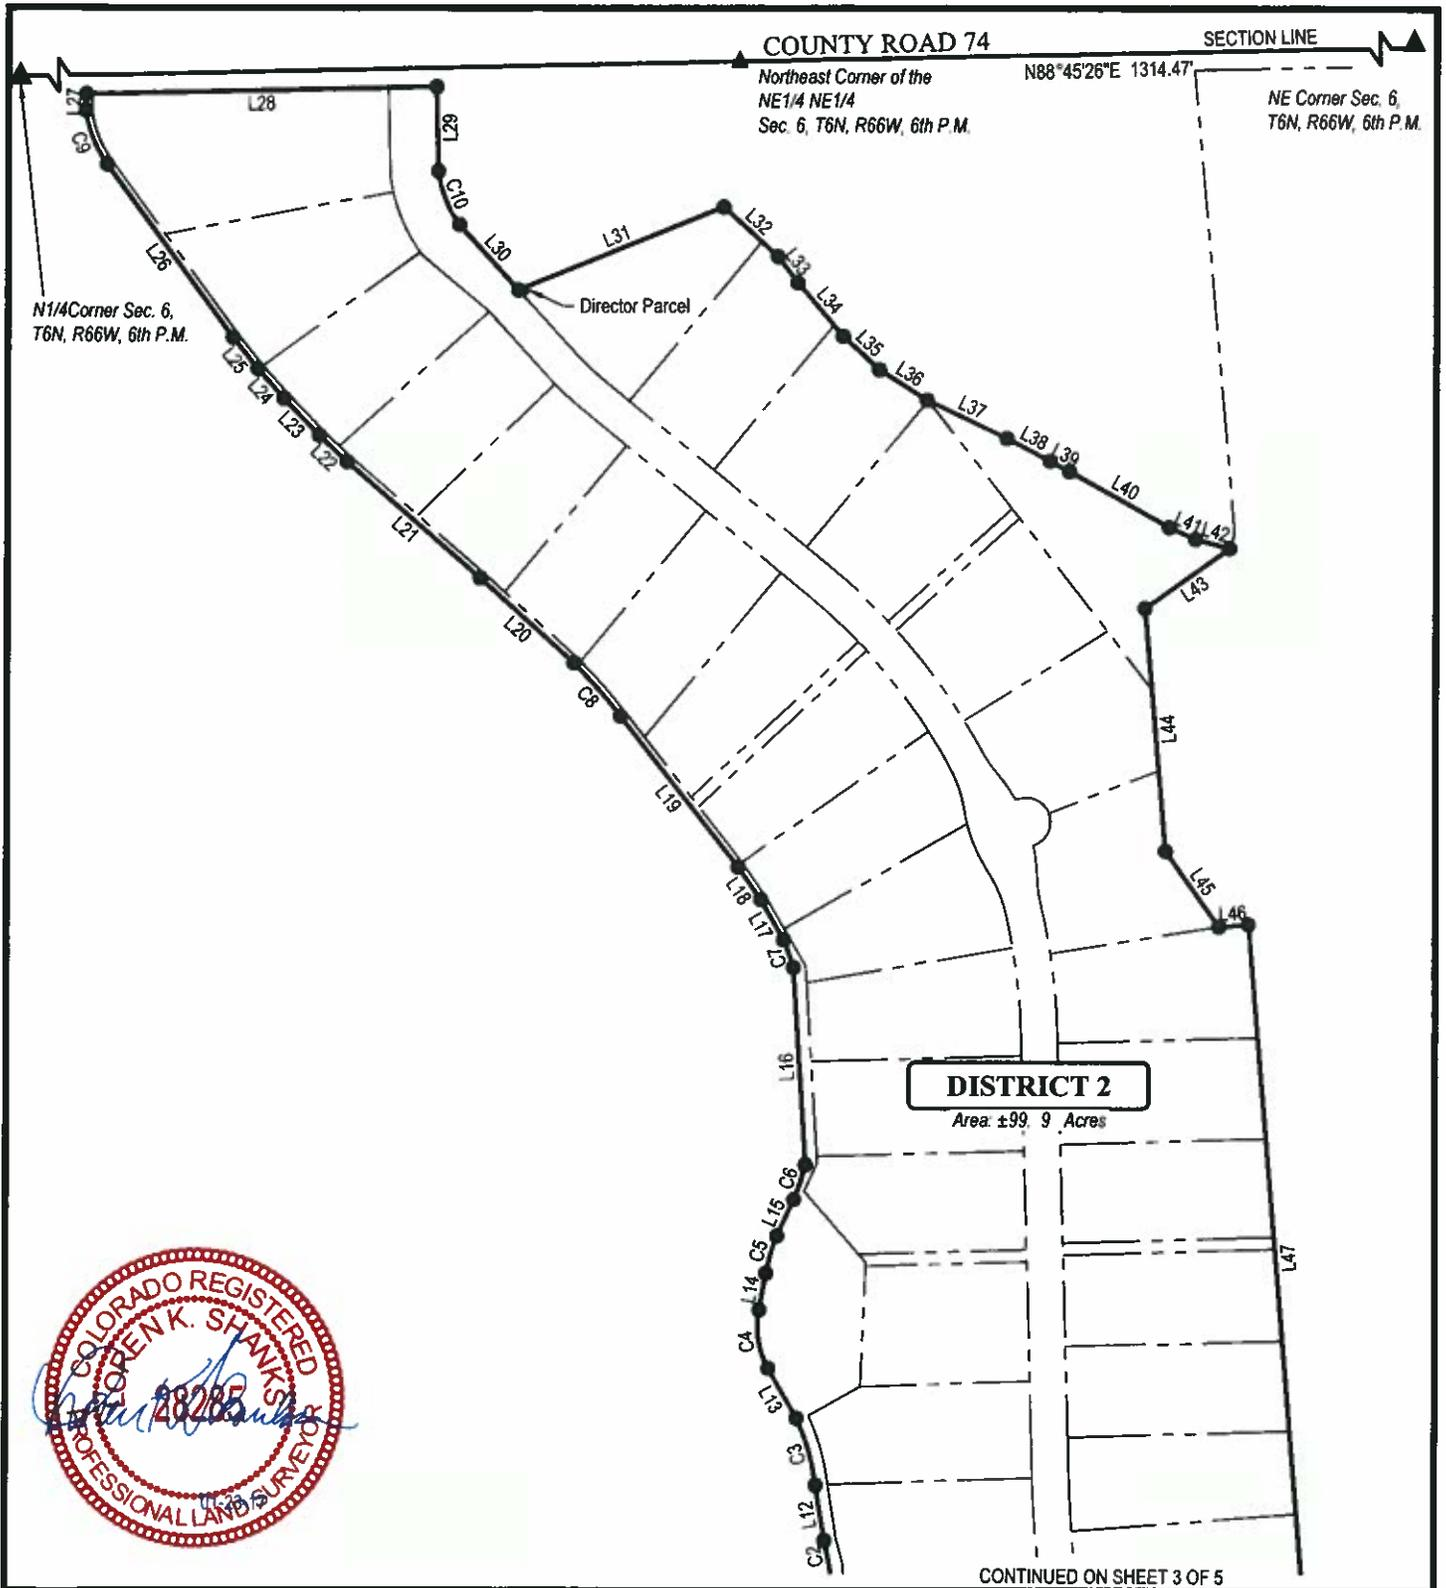 COUNTY ROAD 74
SECTION LINE
Northeast Corner of the
NE1/4 NE1/4
Sec. 6, T6N, R66W, 6th P.M.
N88°45'26"E 1314.47'
NE Corner Sec. 6,
T6N, R66W, 6th P.M.
N1/4Corner Sec. 6,
T6N, R66W, 6th P.M.
L27
L28
L29
C9
C10
L30
L31
L32
L33
L34
L35
L36
L37
L38
L39
L40
L41
L42
L43
L44
L45
L46
L47
Director Parcel
L26
L25
L24
L23
L22
L21
L20
C8
L19
L18
L17
C7
L16
C6
L15
C5
L14
C4
L13
C3
L12
C2
DISTRICT 2
Area: ±99. 9 Acres
COLORADO REGISTERED
LOREN K. SHANKS
28285
PROFESSIONAL LAND SURVEYOR
CONTINUED ON SHEET 3 OF 5